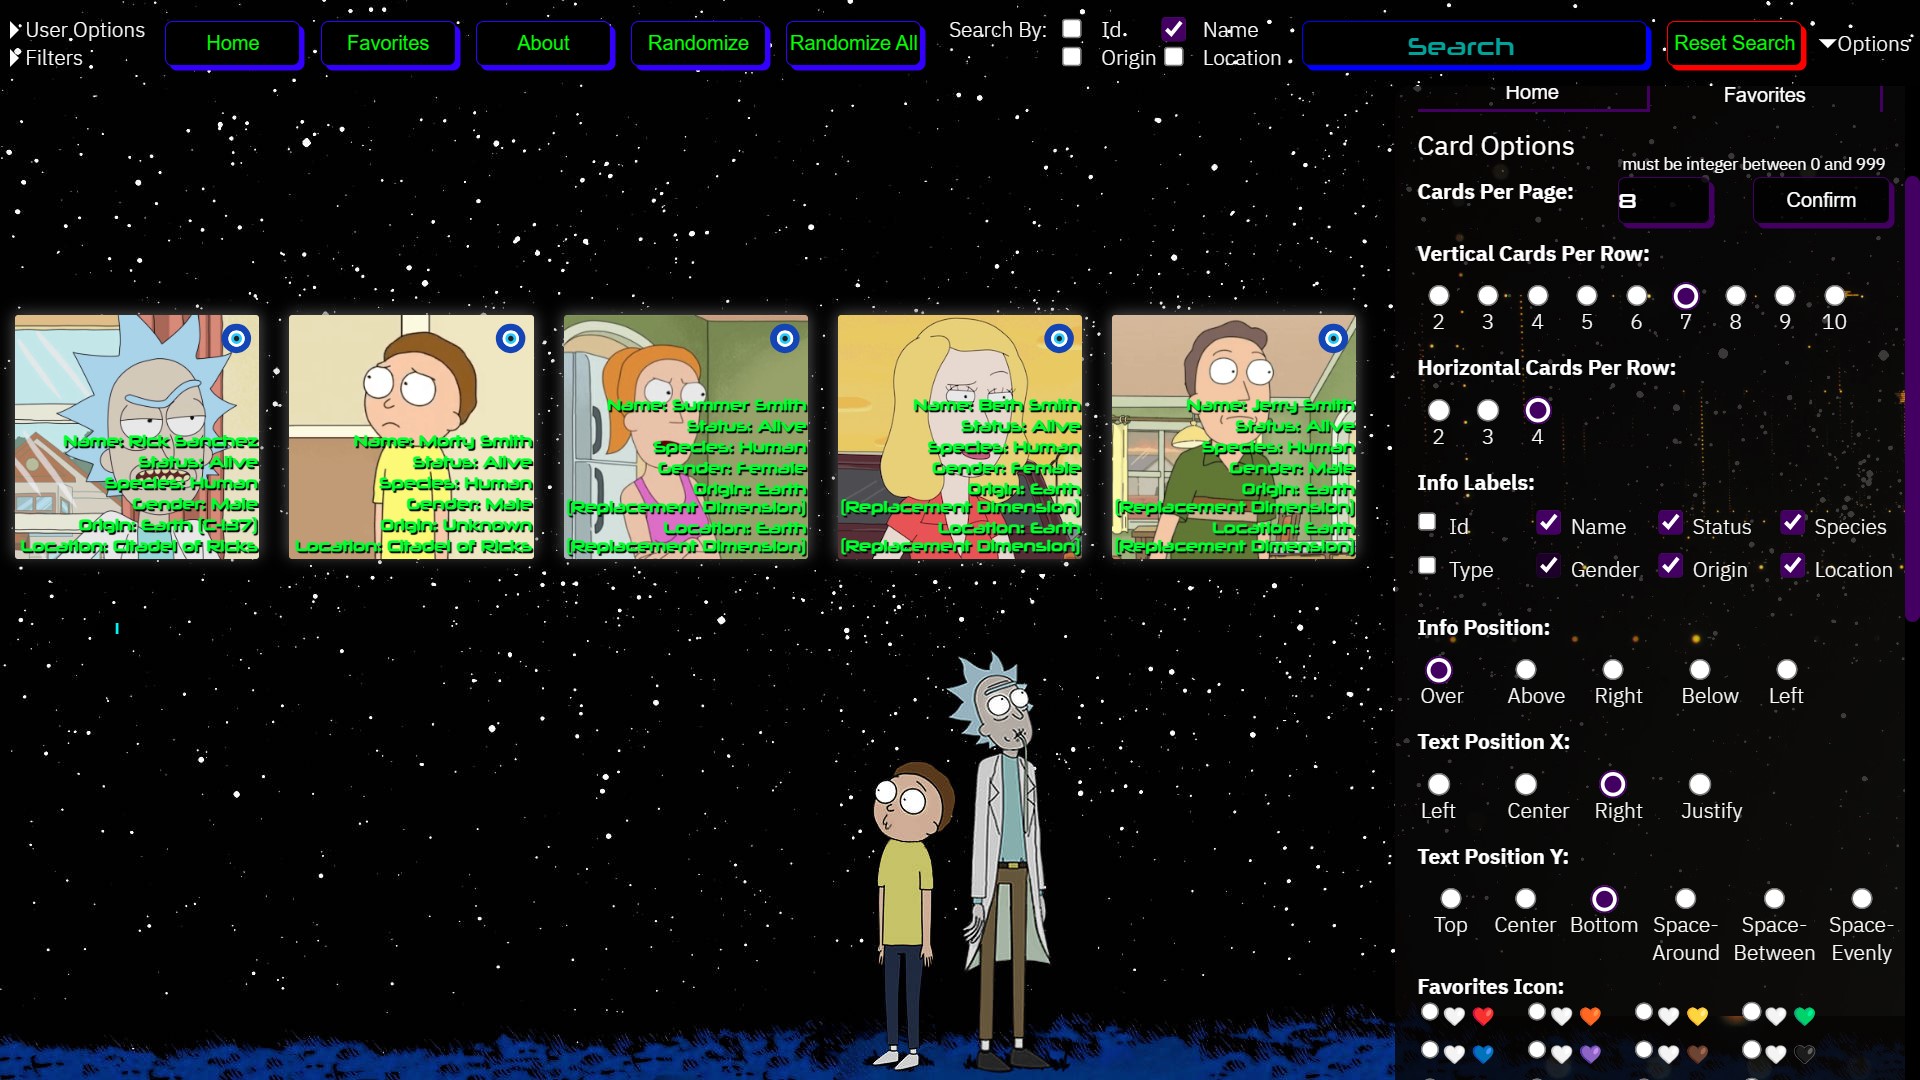 User Options
Filters
Home
Favorites
About
Randomize
Randomize All
Search By:
Id
Name
Origin
Location
Search
Reset Search
Options
Home
Favorites
Card Options
must be integer between 0 and 999
Cards Per Page:
8
Confirm
Vertical Cards Per Row:
2 3 4 5 6 7 8 9 10
Horizontal Cards Per Row:
2 3 4
Info Labels:
Id Name Status Species
Type Gender Origin Location
Info Position:
Over Above Right Below Left
Text Position X:
Left Center Right Justify
Text Position Y:
Top Center Bottom Space-Around Space-Between Space-Evenly
Favorites Icon:
Name: Rick Sanchez
Status: Alive
Species: Human
Gender: Male
Origin: Earth (C-137)
Location: Citadel of Ricks
Name: Morty Smith
Status: Alive
Species: Human
Gender: Male
Origin: Unknown
Location: Citadel of Ricks
Name: Summer Smith
Status: Alive
Species: Human
Gender: Female
Origin: Earth
(Replacement Dimension)
Location: Earth
(Replacement Dimension)
Name: Beth Smith
Status: Alive
Species: Human
Gender: Female
Origin: Earth
(Replacement Dimension)
Location: Earth
(Replacement Dimension)
Name: Jerry Smith
Status: Alive
Species: Human
Gender: Male
Origin: Earth
(Replacement Dimension)
Location: Earth
(Replacement Dimension)